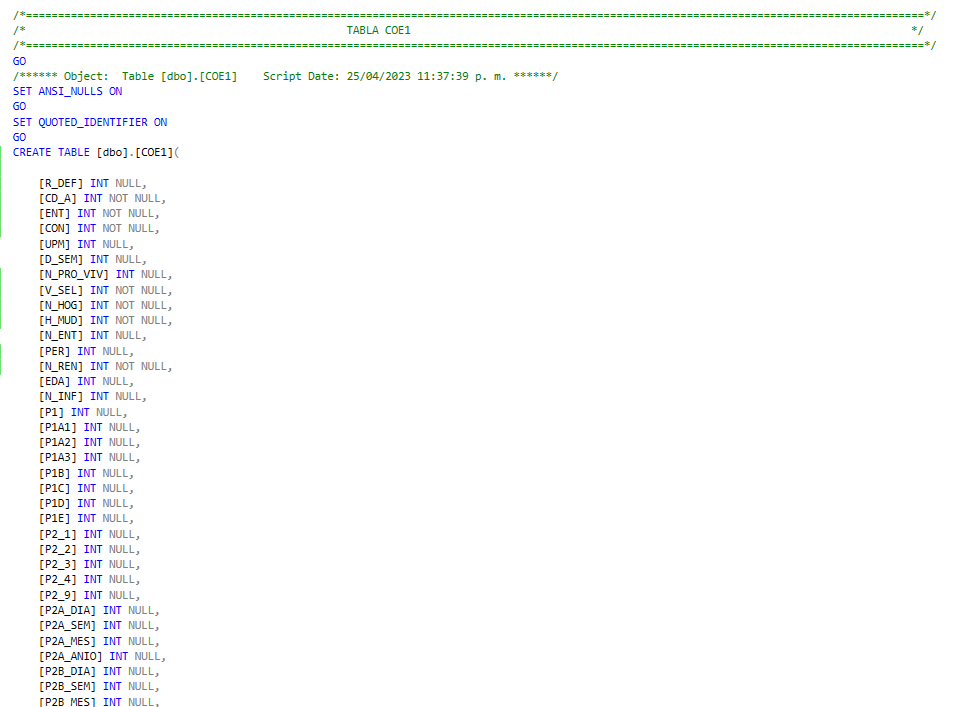 /*============================================================================================================================================*/
/*                                                  TABLA COE1                                                                              */
/*============================================================================================================================================*/
GO
/****** Object:  Table [dbo].[COE1]    Script Date: 25/04/2023 11:37:39 p. m. ******/
SET ANSI_NULLS ON
GO
SET QUOTED_IDENTIFIER ON
GO
CREATE TABLE [dbo].[COE1](
    [R_DEF] INT NULL,
    [CD_A] INT NOT NULL,
    [ENT] INT NOT NULL,
    [CON] INT NOT NULL,
    [UPM] INT NULL,
    [D_SEM] INT NULL,
    [N_PRO_VIV] INT NULL,
    [V_SEL] INT NOT NULL,
    [N_HOG] INT NOT NULL,
    [H_MUD] INT NOT NULL,
    [N_ENT] INT NULL,
    [PER] INT NULL,
    [N_REN] INT NOT NULL,
    [EDA] INT NULL,
    [N_INF] INT NULL,
    [P1] INT NULL,
    [P1A1] INT NULL,
    [P1A2] INT NULL,
    [P1A3] INT NULL,
    [P1B] INT NULL,
    [P1C] INT NULL,
    [P1D] INT NULL,
    [P1E] INT NULL,
    [P2_1] INT NULL,
    [P2_2] INT NULL,
    [P2_3] INT NULL,
    [P2_4] INT NULL,
    [P2_9] INT NULL,
    [P2A_DIA] INT NULL,
    [P2A_SEM] INT NULL,
    [P2A_MES] INT NULL,
    [P2A_ANIO] INT NULL,
    [P2B_DIA] INT NULL,
    [P2B_SEM] INT NULL,
    [P2B_MES] INT NULL,